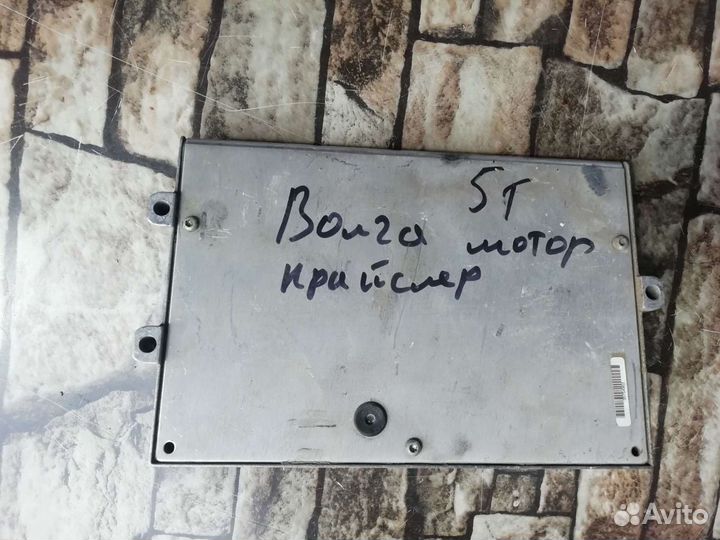 5т
Волга мотор
крайслер
Avito